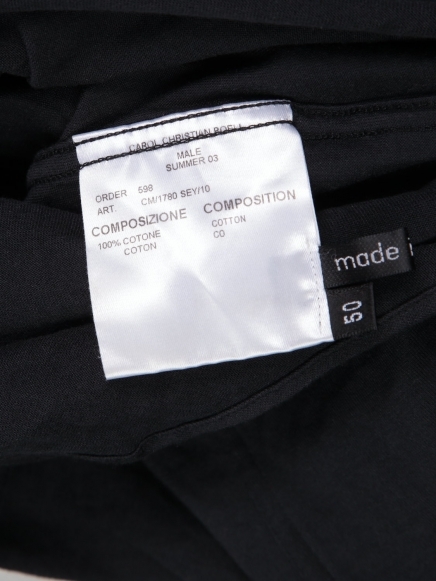 CAROL CHRISTIAN POELL
MALE
SUMMER 03
ORDER 598
ART. CM/1780 SEY/10
COMPOSIZIONE COMPOSITION
100% COTONE COTTON
COTON CO
made i
50